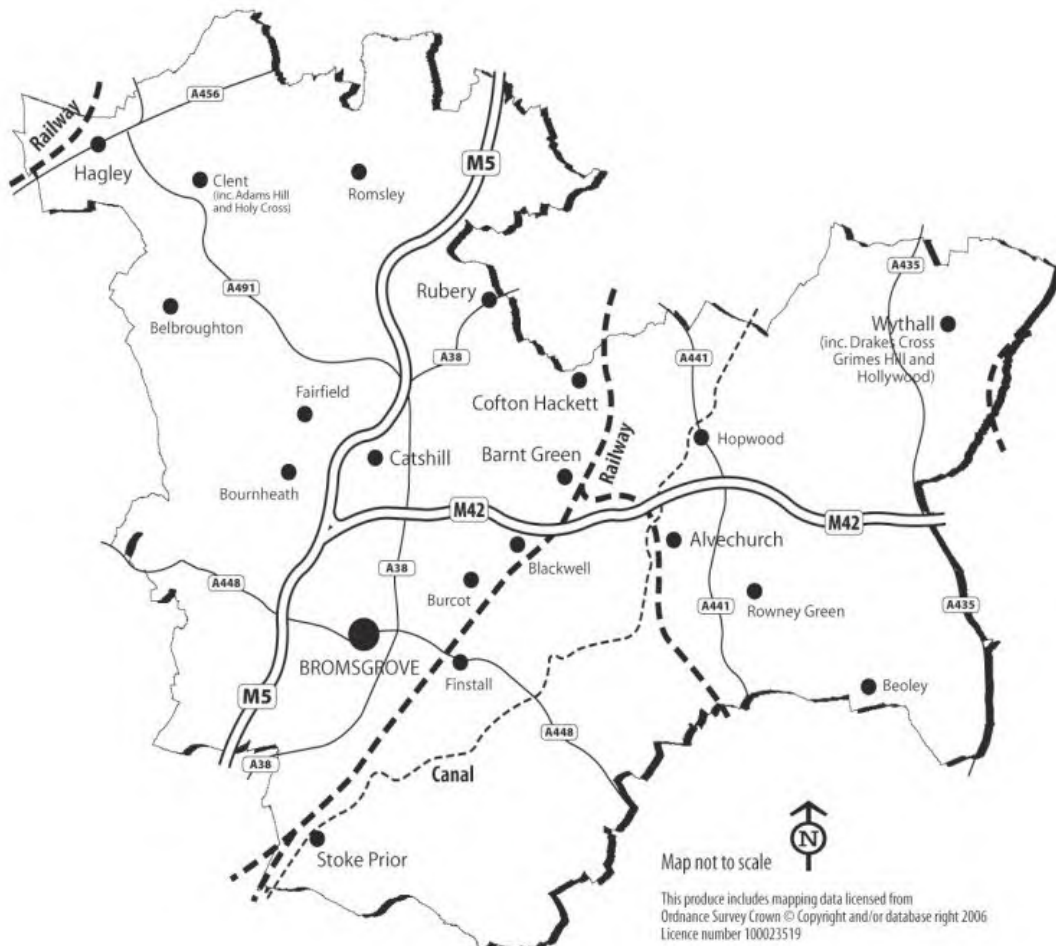 A456
Railway
Hagley
M5
Clent
(inc. Adams Hill
and Holy Cross)
Romsley
A435
A491
Rubery
Belbroughton
Wythall
(inc. Drakes Cross
Grimes Hill and
Hollywood)
A38
A441
Fairfield
Cofton Hackett
Hopwood
Railway
Catshill
Barnt Green
Bournheath
M42
M42
Alvechurch
Blackwell
A38
A448
Burcot
Rowney Green
A441
A435
BROMSGROVE
Finstall
Beoley
M5
A448
A38
Canal
N
Stoke Prior
Map not to scale
This produce includes mapping data licensed from
Ordnance Survey Crown © Copyright and/or database right 2006
Licence number 100023519